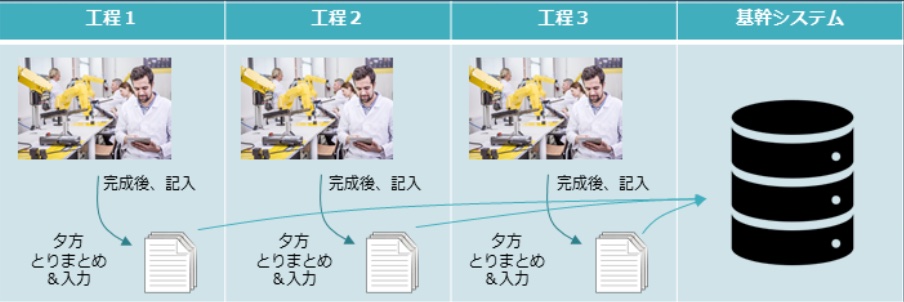 工程１
工程２
工程３
基幹システム
完成後、記入
完成後、記入
完成後、記入
夕方
とりまとめ
＆入力
夕方
とりまとめ
＆入力
夕方
とりまとめ
＆入力